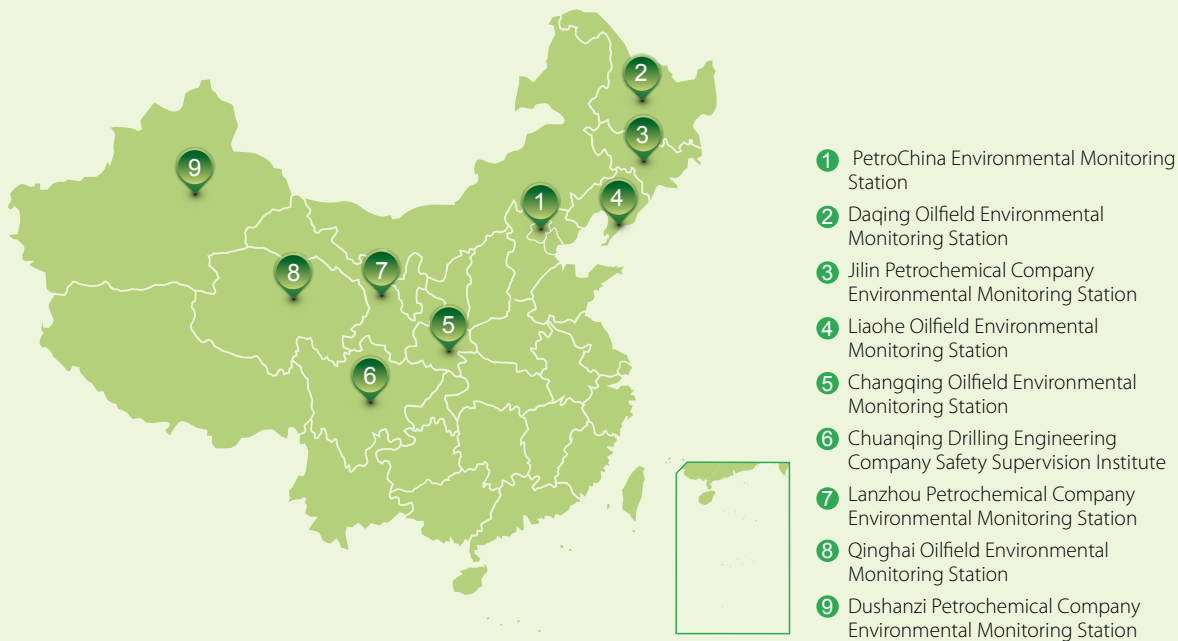 2
3
9
4
1
8
7
5
6
1 PetroChina Environmental Monitoring
Station
2 Daqing Oilfield Environmental
Monitoring Station
3 Jilin Petrochemical Company
Environmental Monitoring Station
4 Liaohe Oilfield Environmental
Monitoring Station
5 Changqing Oilfield Environmental
Monitoring Station
6 Chuanqing Drilling Engineering
Company Safety Supervision Institute
7 Lanzhou Petrochemical Company
Environmental Monitoring Station
8 Qinghai Oilfield Environmental
Monitoring Station
9 Dushanzi Petrochemical Company
Environmental Monitoring Station